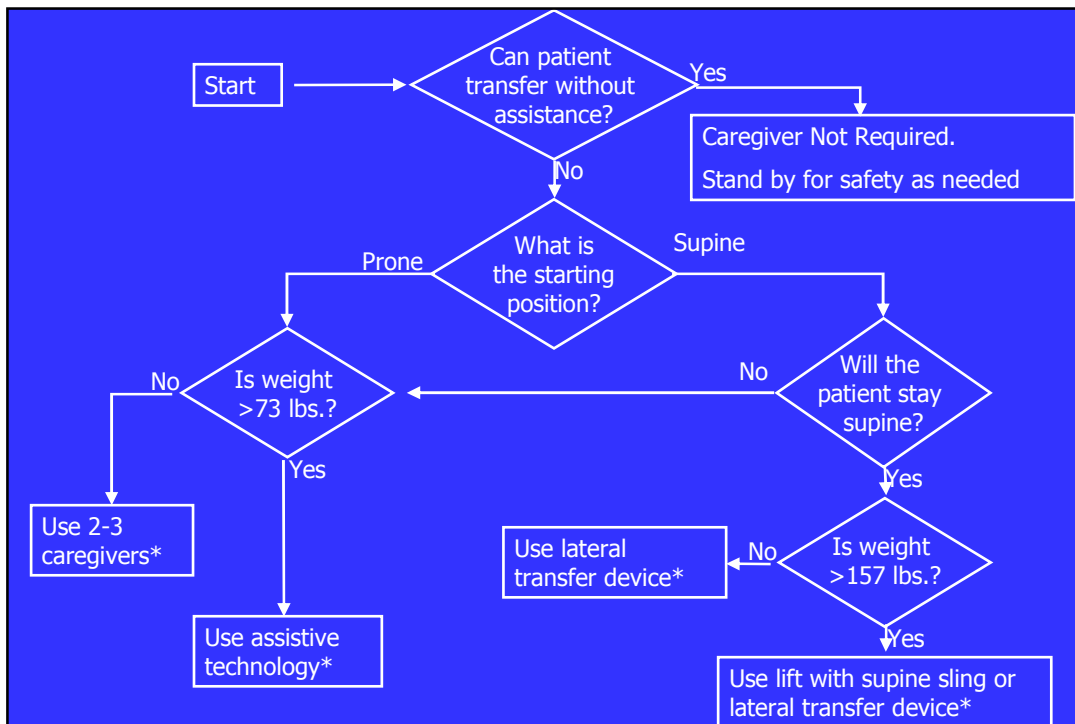 Start
Can patient
transfer without
assistance?
Yes
Caregiver Not Required.
Stand by for safety as needed
No
What is
the starting
position?
Prone
Supine
Is weight
>73 lbs.?
No
Yes
Use 2-3
caregivers*
Use assistive
technology*
Will the
patient stay
supine?
No
Yes
Is weight
>157 lbs.?
No
Use lateral
transfer device*
Yes
Use lift with supine sling or
lateral transfer device*